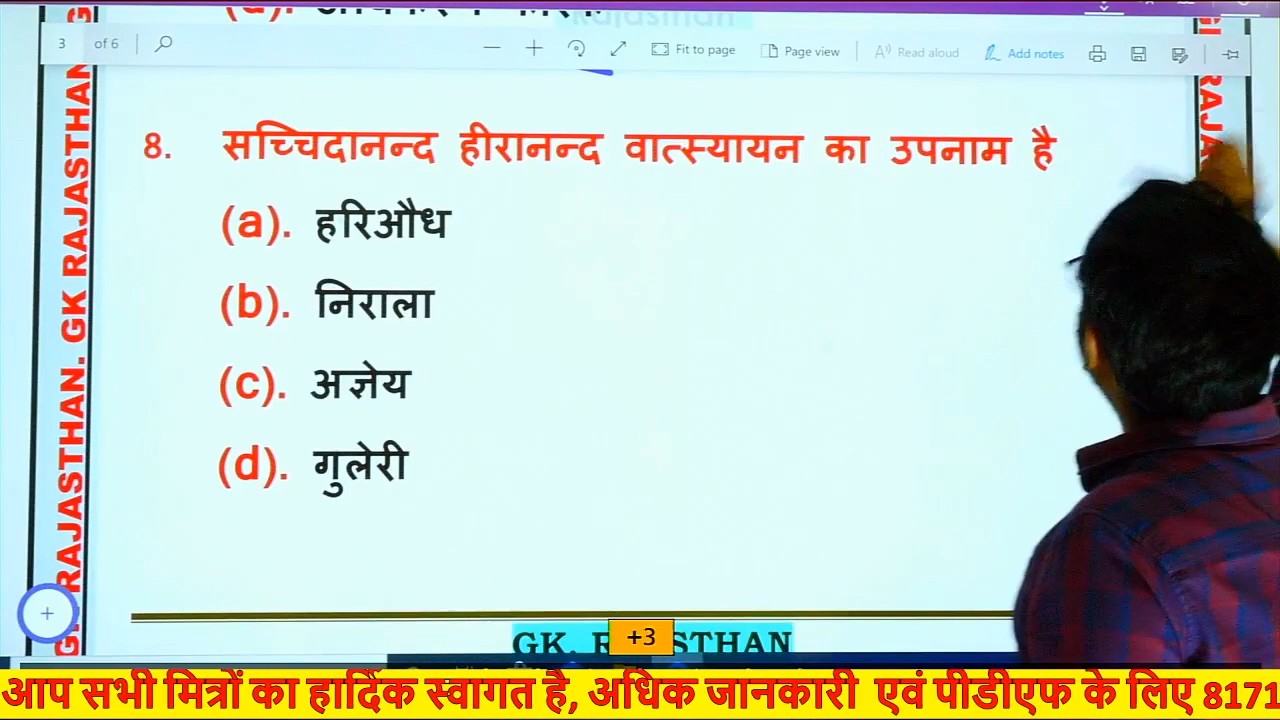 3 of 6 Fit to page Page view Read aloud Add notes
8. सच्चिदानन्द हीरानन्द वात्स्यायन का उपनाम है
(a). हरिऔध
(b). निराला
(c). अज्ञेय
(d). गुलेरी
GK RAJASTHAN. GK RAJASTHAN
+3
आप सभी मित्रों का हार्दिक स्वागत है, अधिक जानकारी एवं पीडीएफ के लिए 8171